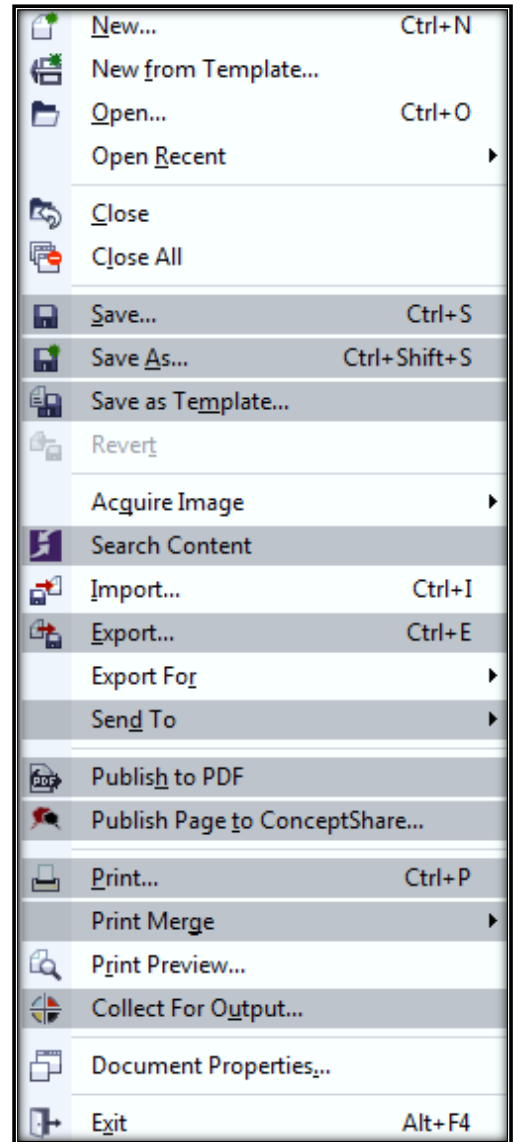 New... Ctrl+N
New from Template...
Open... Ctrl+O
Open Recent
Close
Close All
Save... Ctrl+S
Save As... Ctrl+Shift+S
Save as Template...
Revert
Acquire Image
Search Content
Import... Ctrl+I
Export... Ctrl+E
Export For
Send To
PDF Publish to PDF
Publish Page to ConceptShare...
Print... Ctrl+P
Print Merge
Print Preview...
Collect For Output...
Document Properties...
Exit Alt+F4